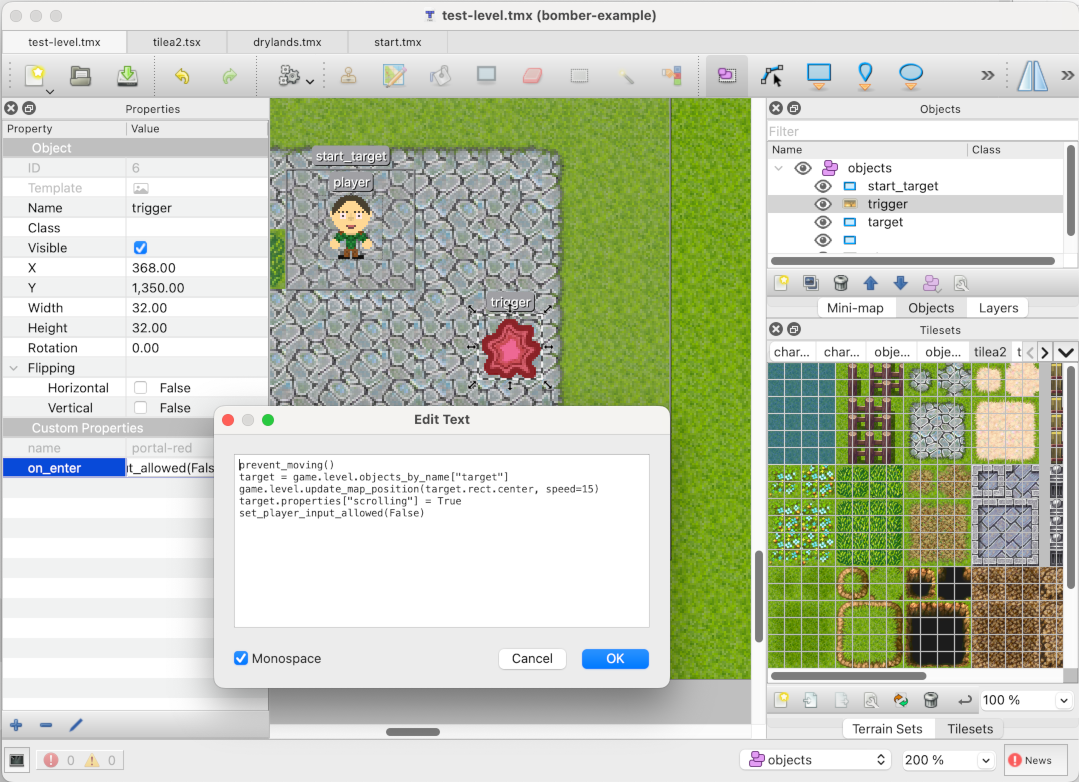 test-level.tmx (bomber-example)
test-level.tmx
tilea2.tsx
drylands.tmx
start.tmx
Properties
Property
Value
Object
ID
6
Template
Name
trigger
Class
Visible
X
368.00
Y
1,350.00
Width
32.00
Height
32.00
Rotation
0.00
Flipping
Horizontal
False
Vertical
False
Custom Properties
name
portal-red
on_enter
ıt_allowed(Fals
start_target
player
trigger
Edit Text
prevent_moving()
target = game.level.objects_by_name["target"]
game.level.update_map_position(target.rect.center, speed=15)
target.properties["scrolling"] = True
set_player_input_allowed(False)
Monospace
Cancel
OK
Objects
Filter
Name
Class
objects
start_target
trigger
target
Mini-map
Objects
Layers
Tilesets
char...
char...
obje...
obje...
tilea2
t
100 %
Terrain Sets
Tilesets
0
0
objects
200 %
News